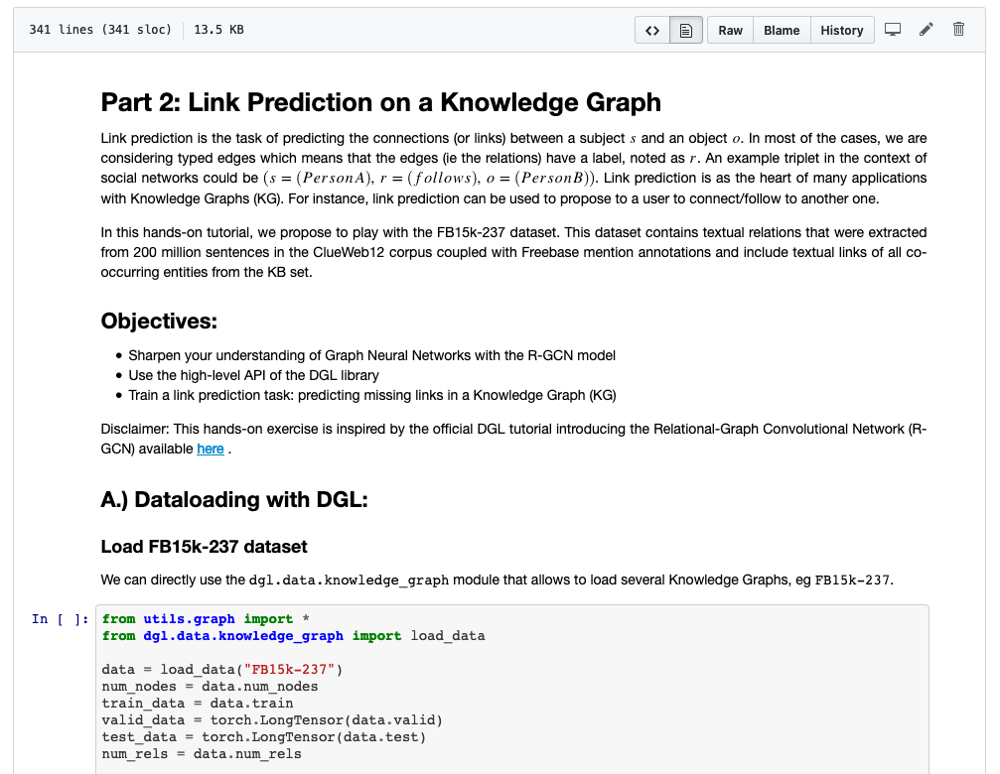 341 lines (341 sloc) 13.5 KB <> Raw Blame History
Part 2: Link Prediction on a Knowledge Graph
Link prediction is the task of predicting the connections (or links) between a subject s and an object o. In most of the cases, we are
considering typed edges which means that the edges (ie the relations) have a label, noted as r. An example triplet in the context of
social networks could be (s = (PersonA), r = (follows), o = (PersonB)). Link prediction is as the heart of many applications
with Knowledge Graphs (KG). For instance, link prediction can be used to propose to a user to connect/follow to another one.
In this hands-on tutorial, we propose to play with the FB15k-237 dataset. This dataset contains textual relations that were extracted
from 200 million sentences in the ClueWeb12 corpus coupled with Freebase mention annotations and include textual links of all co-
occurring entities from the KB set.
Objectives:
• Sharpen your understanding of Graph Neural Networks with the R-GCN model
• Use the high-level API of the DGL library
• Train a link prediction task: predicting missing links in a Knowledge Graph (KG)
Disclaimer: This hands-on exercise is inspired by the official DGL tutorial introducing the Relational-Graph Convolutional Network (R-
GCN) available here .
A.) Dataloading with DGL:
Load FB15k-237 dataset
We can directly use the dgl.data.knowledge_graph module that allows to load several Knowledge Graphs, eg FB15k-237.
In [ ]: from utils.graph import *
from dgl.data.knowledge_graph import load_data
data = load_data("FB15k-237")
num_nodes = data.num_nodes
train_data = data.train
valid_data = torch.LongTensor(data.valid)
test_data = torch.LongTensor(data.test)
num_rels = data.num_rels